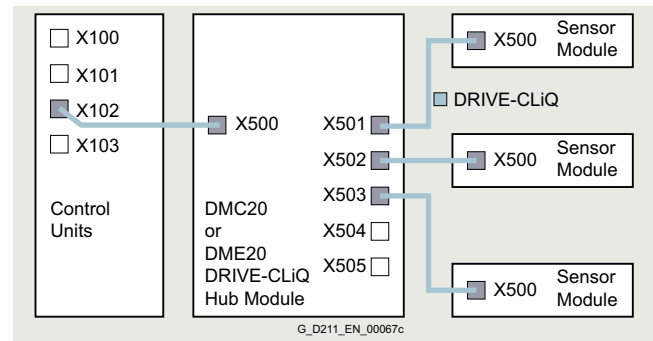 X100
X101
X102
X103
Control
Units
X500
X501
X502
X503
X504
X505
DMC20
or
DME20
DRIVE-CLiQ
Hub Module
X500
Sensor
Module
DRIVE-CLiQ
X500
Sensor
Module
X500
Sensor
Module
G_D211_EN_00067c